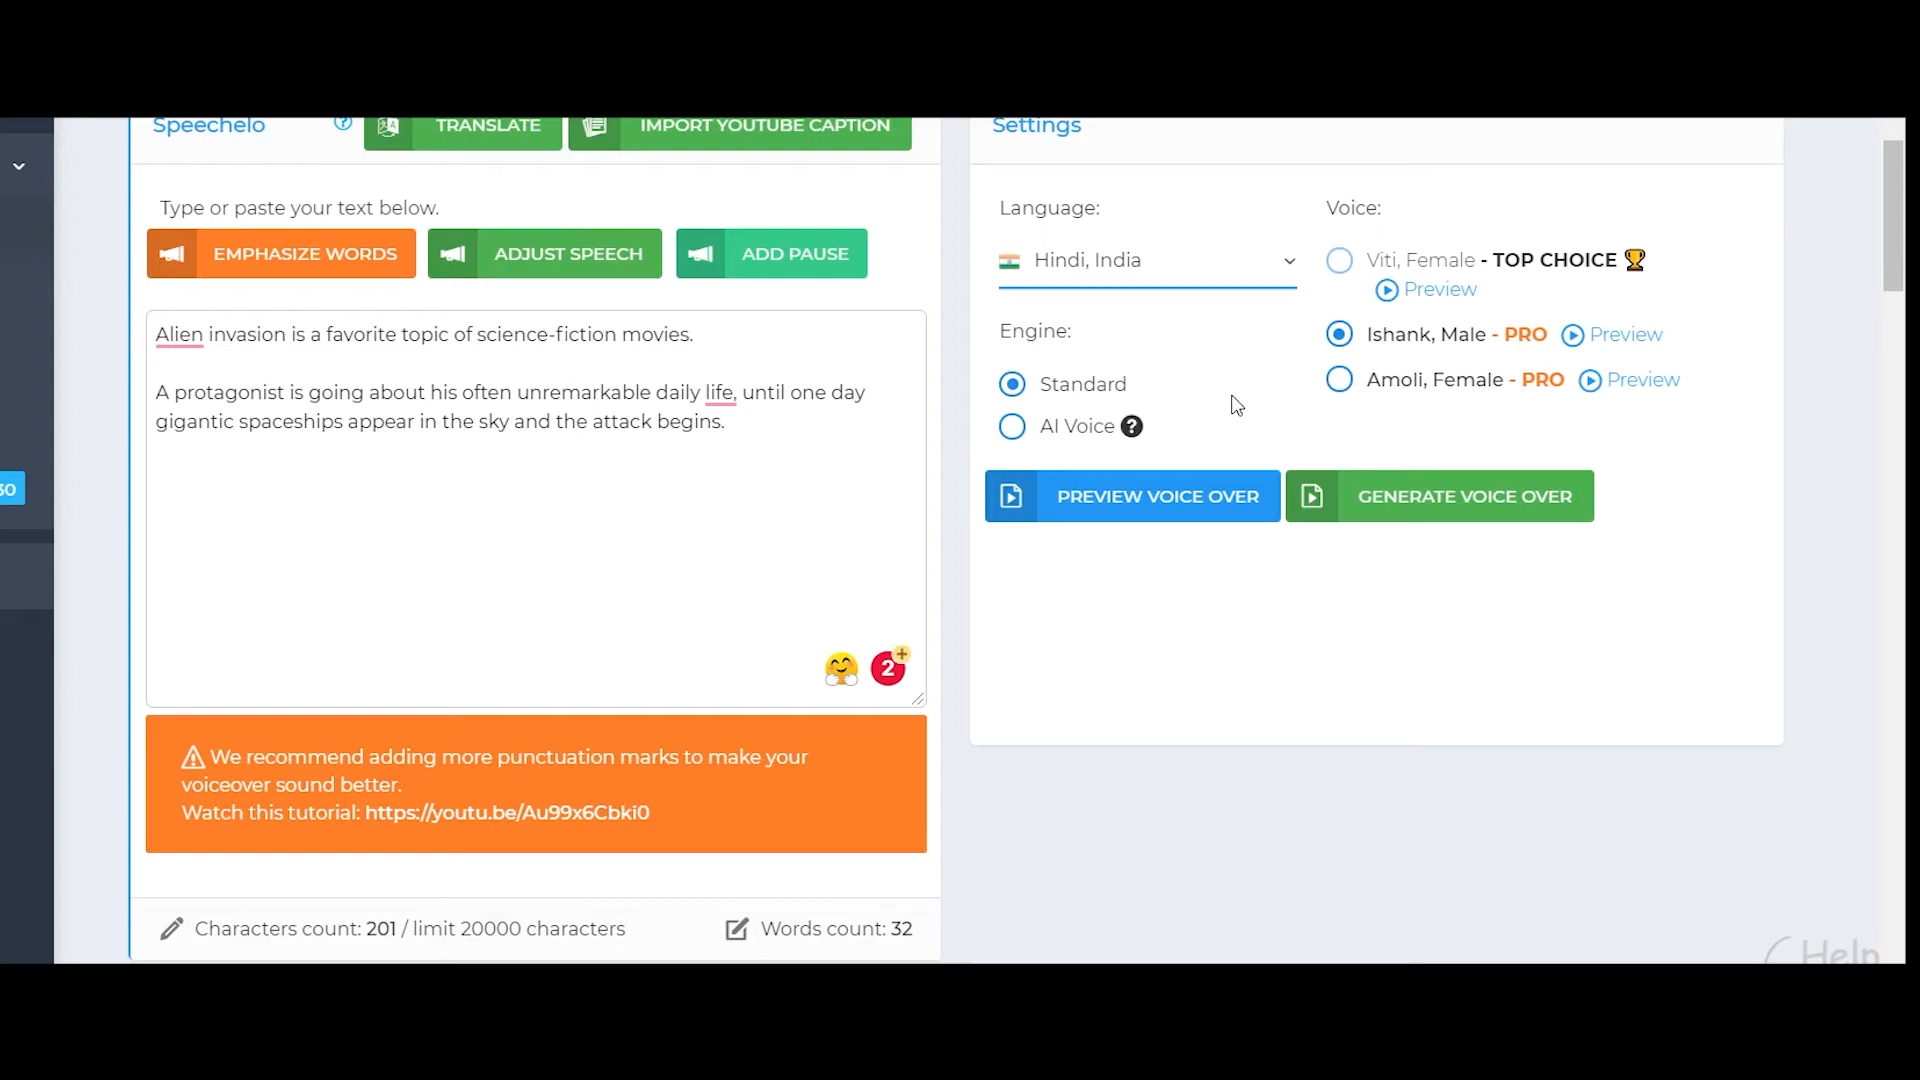 Speechelo
TRANSLATE
IMPORT YOUTUBE CAPTION
Type or paste your text below.
EMPHASIZE WORDS
ADJUST SPEECH
ADD PAUSE
Alien invasion is a favorite topic of science-fiction movies.
A protagonist is going about his often unremarkable daily life, until one day
gigantic spaceships appear in the sky and the attack begins.
2
We recommend adding more punctuation marks to make your
voiceover sound better.
Watch this tutorial: https://youtu.be/Au99x6Cbki0
Characters count: 201 / limit 20000 characters
Words count: 32
Settings
Language:
Hindi, India
Engine:
Standard
AI Voice ?
Voice:
Viti, Female - TOP CHOICE
Preview
Ishank, Male - PRO Preview
Amoli, Female - PRO Preview
PREVIEW VOICE OVER
GENERATE VOICE OVER
Help